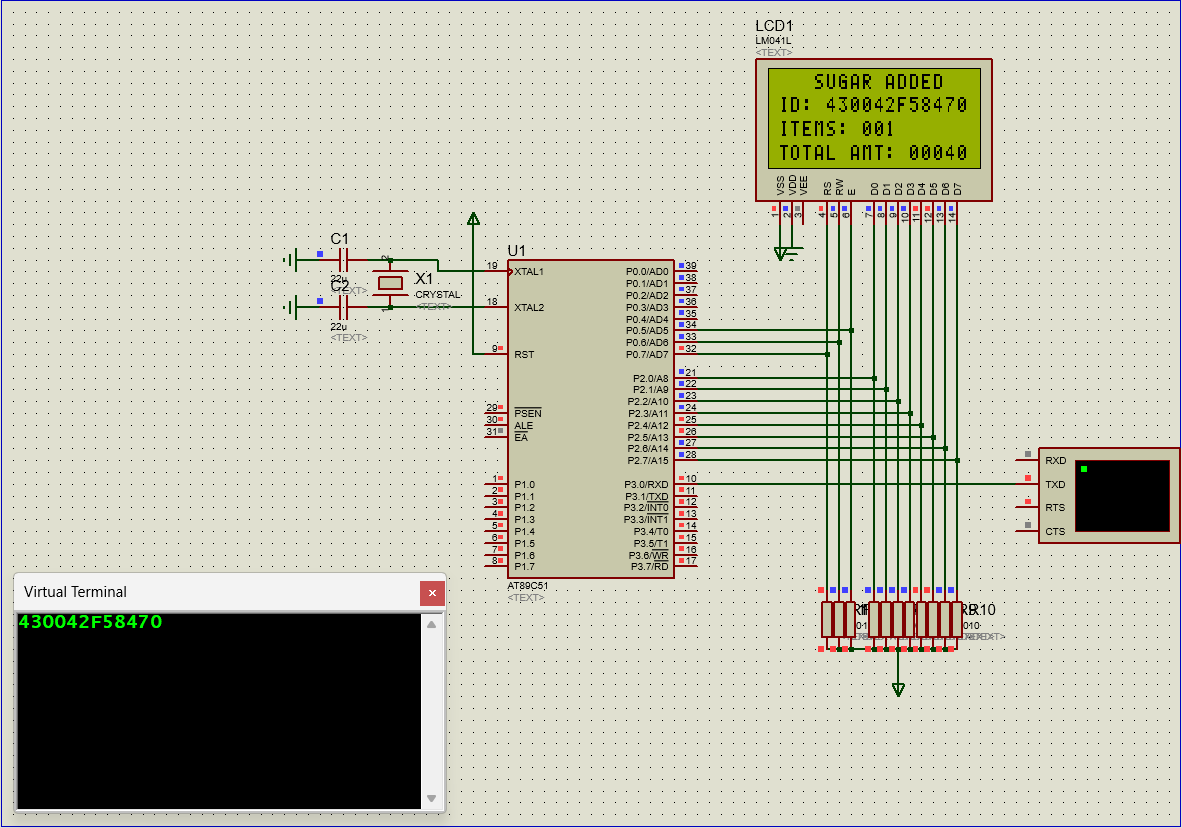 LCD1
LM041L
<TEXT>
SUGAR ADDED
ID: 430042F58470
ITEMS: 001
TOTAL AMT: 00040
VSS VDD VEE RS RW E D0 D1 D2 D3 D4 D5 D6 D7
1 2 3 4 5 6 7 8 9 10 11 12 13 14
C1
22u
<TEXT>
C2
22u
<TEXT>
2
X1
CRYSTAL
<TEXT>
1
U1
19 XTAL1
18 XTAL2
9 RST
29 PSEN
30 ALE
31 EA
1 P1.0
2 P1.1
3 P1.2
4 P1.3
5 P1.4
6 P1.5
7 P1.6
8 P1.7
P0.0/AD0 39
P0.1/AD1 38
P0.2/AD2 37
P0.3/AD3 36
P0.4/AD4 35
P0.5/AD5 34
P0.6/AD6 33
P0.7/AD7 32
P2.0/A8 21
P2.1/A9 22
P2.2/A10 23
P2.3/A11 24
P2.4/A12 25
P2.5/A13 26
P2.6/A14 27
P2.7/A15 28
P3.0/RXD 10
P3.1/TXD 11
P3.2/INT0 12
P3.3/INT1 13
P3.4/T0 14
P3.5/T1 15
P3.6/WR 16
P3.7/RD 17
AT89C51
<TEXT>
RXD
TXD
RTS
CTS
R10
Virtual Terminal
430042F58470